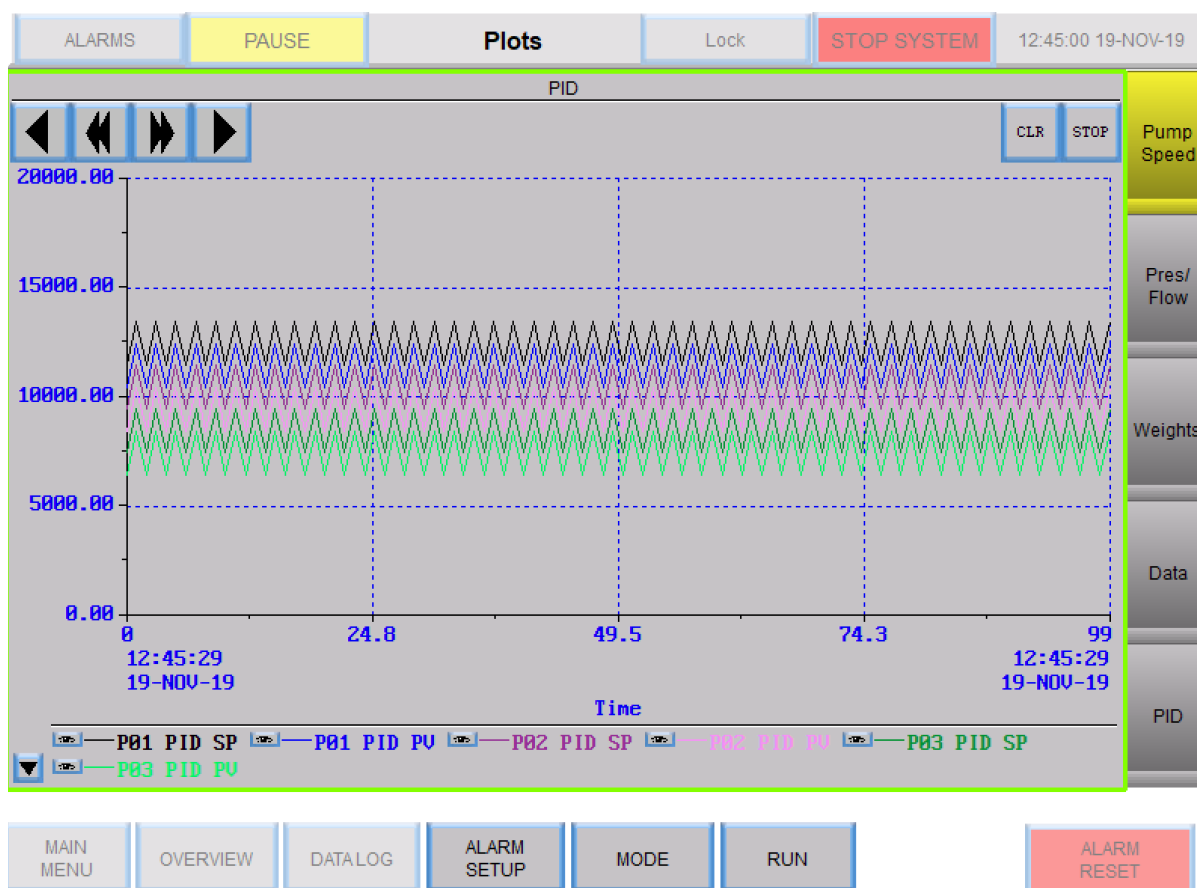 ALARMS PAUSE Plots Lock STOP SYSTEM 12:45:00 19-NOV-19
PID
CLR STOP
Pump
Speed
Pres/
Flow
Weights
Data
PID
20000.00
15000.00
10000.00
5000.00
0.00
0 24.8 49.5 74.3 99
12:45:29 12:45:29
19-NOV-19 19-NOV-19
Time
P01 PID SP P01 PID PV P02 PID SP P02 PID PV P03 PID SP
P03 PID PV
MAIN
MENU
OVERVIEW
DATALOG
ALARM
SETUP
MODE
RUN
ALARM
RESET